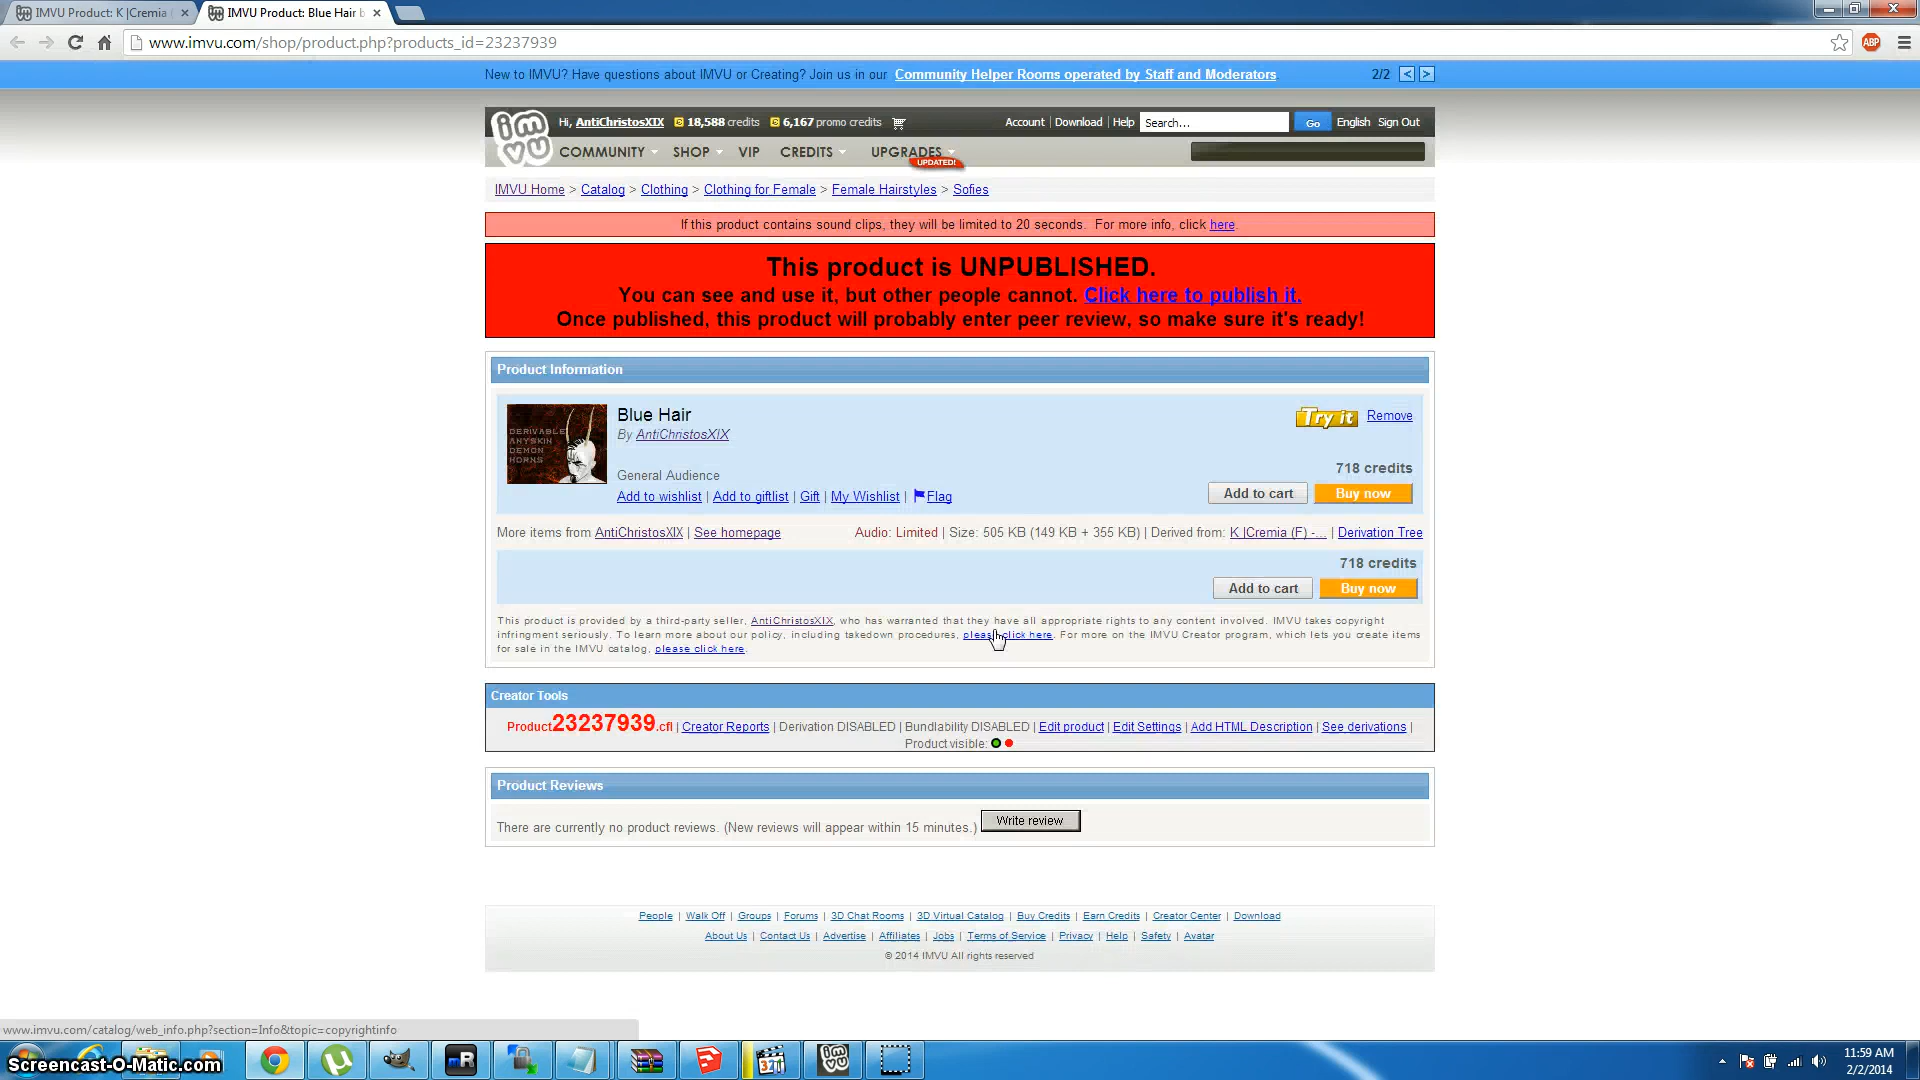 IMVU Product: K |Cremia (
IMVU Product: Blue Hair b
www.imvu.com/shop/product.php?products_id=23237939
ABP
New to IMVU? Have questions about IMVU or Creating? Join us in our Community Helper Rooms operated by Staff and Moderators 2/2 < >
imvu
Hi, AntiChristosXIX 18,588 credits 6,167 promo credits Account | Download | Help Search... Go English Sign Out
COMMUNITY SHOP VIP CREDITS UPGRADES
UPDATED!
IMVU Home > Catalog > Clothing > Clothing for Female > Female Hairstyles > Sofies
If this product contains sound clips, they will be limited to 20 seconds. For more info, click here.
This product is UNPUBLISHED.
You can see and use it, but other people cannot. Click here to publish it.
Once published, this product will probably enter peer review, so make sure it's ready!
Product Information
DERIVABLE
ANYSKIN
DEMON
HORNS
Blue Hair
By AntiChristosXIX
Try it Remove
718 credits
General Audience
Add to wishlist | Add to giftlist | Gift | My Wishlist | Flag
Add to cart Buy now
More items from AntiChristosXIX | See homepage Audio: Limited | Size: 505 KB (149 KB + 355 KB) | Derived from: K |Cremia (F) -... | Derivation Tree
718 credits
Add to cart Buy now
This product is provided by a third-party seller, AntiChristosXIX, who has warranted that they have all appropriate rights to any content involved. IMVU takes copyright
infringement seriously. To learn more about our policy, including takedown procedures, please click here. For more on the IMVU Creator program, which lets you create items
for sale in the IMVU catalog, please click here.
Creator Tools
Product23237939.cfl | Creator Reports | Derivation DISABLED | Bundlability DISABLED | Edit product | Edit Settings | Add HTML Description | See derivations |
Product visible:
Product Reviews
There are currently no product reviews. (New reviews will appear within 15 minutes.) Write review
People | Walk Off | Groups | Forums | 3D Chat Rooms | 3D Virtual Catalog | Buy Credits | Earn Credits | Creator Center | Download
About Us | Contact Us | Advertise | Affiliates | Jobs | Terms of Service | Privacy | Help | Safety | Avatar
© 2014 IMVU All rights reserved
www.imvu.com/catalog/web_info.php?section=Info&topic=copyrightinfo
Screencast-O-Matic.com
mR
321
imvu
11:59 AM
2/2/2014